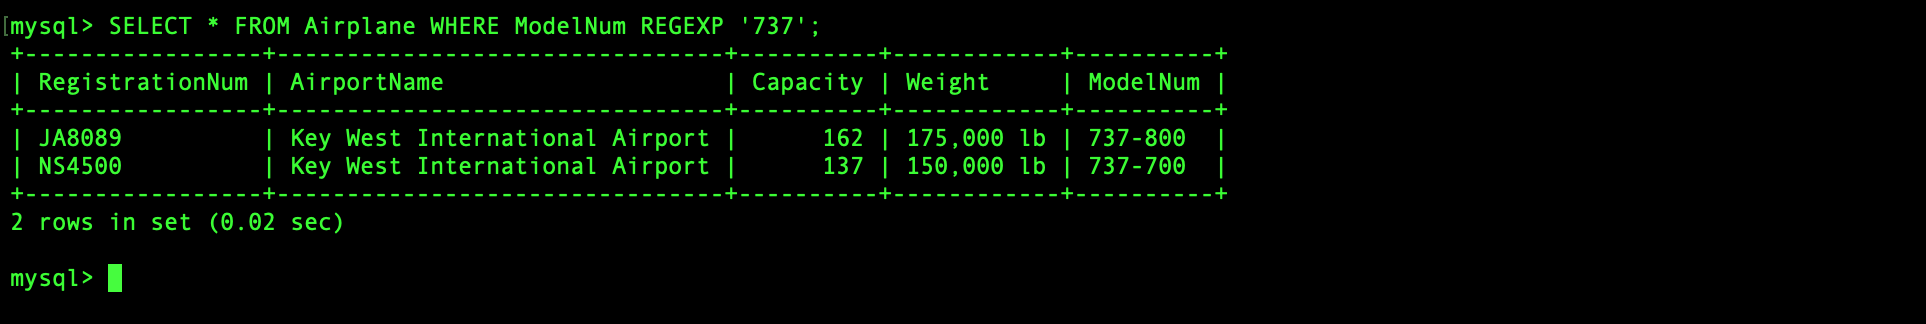 [mysql> SELECT * FROM Airplane WHERE ModelNum REGEXP '737';
+-----------------+--------------------------------+----------+------------+----------+
| RegistrationNum | AirportName                    | Capacity | Weight     | ModelNum |
+-----------------+--------------------------------+----------+------------+----------+
| JA8089          | Key West International Airport |      162 | 175,000 lb | 737-800  |
| NS4500          | Key West International Airport |      137 | 150,000 lb | 737-700  |
+-----------------+--------------------------------+----------+------------+----------+
2 rows in set (0.02 sec)
mysql>